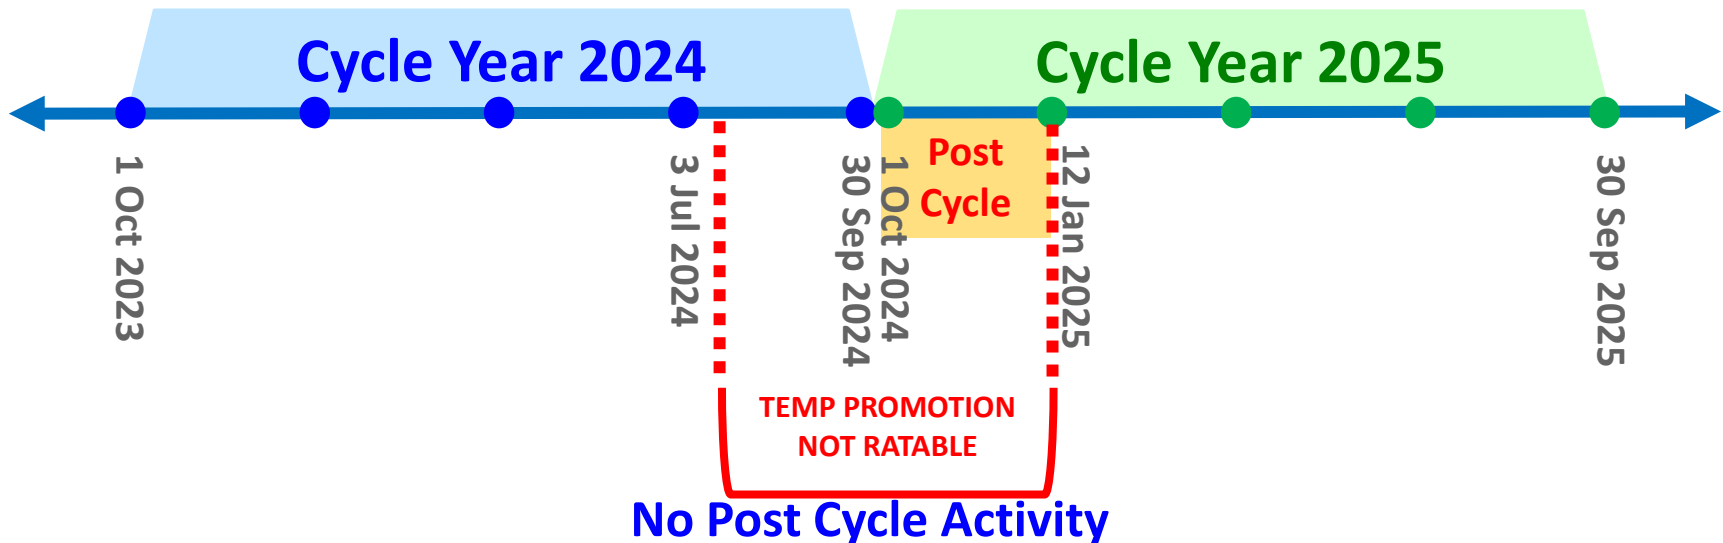 Cycle Year 2024
Cycle Year 2025
1 Oct 2023
3 Jul 2024
30 Sep 2024
1 Oct 2024
Post
Cycle
12 Jan 2025
30 Sep 2025
TEMP PROMOTION
NOT RATABLE
No Post Cycle Activity